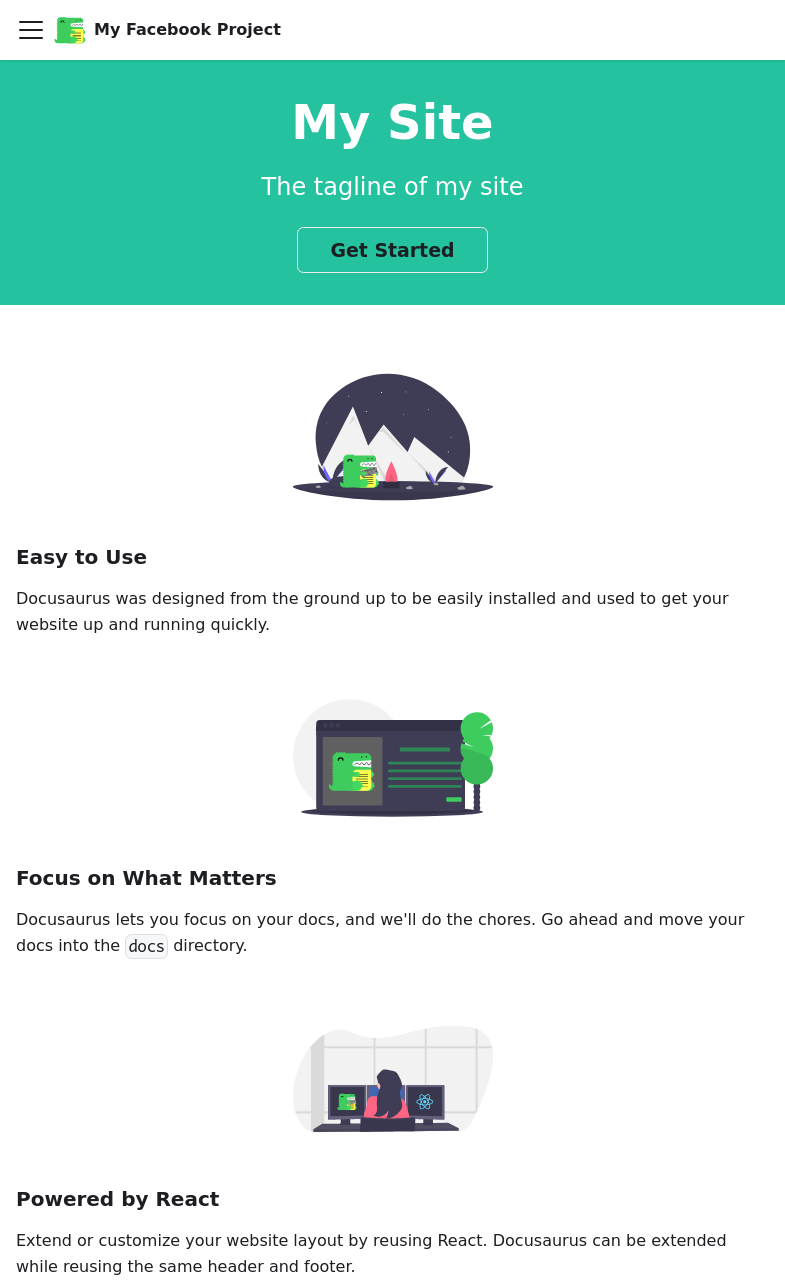 My Facebook Project
My Site
The tagline of my site
Get Started
Easy to Use
Docusaurus was designed from the ground up to be easily installed and used to get your
website up and running quickly.
Focus on What Matters
Docusaurus lets you focus on your docs, and we'll do the chores. Go ahead and move your
docs into the docs directory.
Powered by React
Extend or customize your website layout by reusing React. Docusaurus can be extended
while reusing the same header and footer.